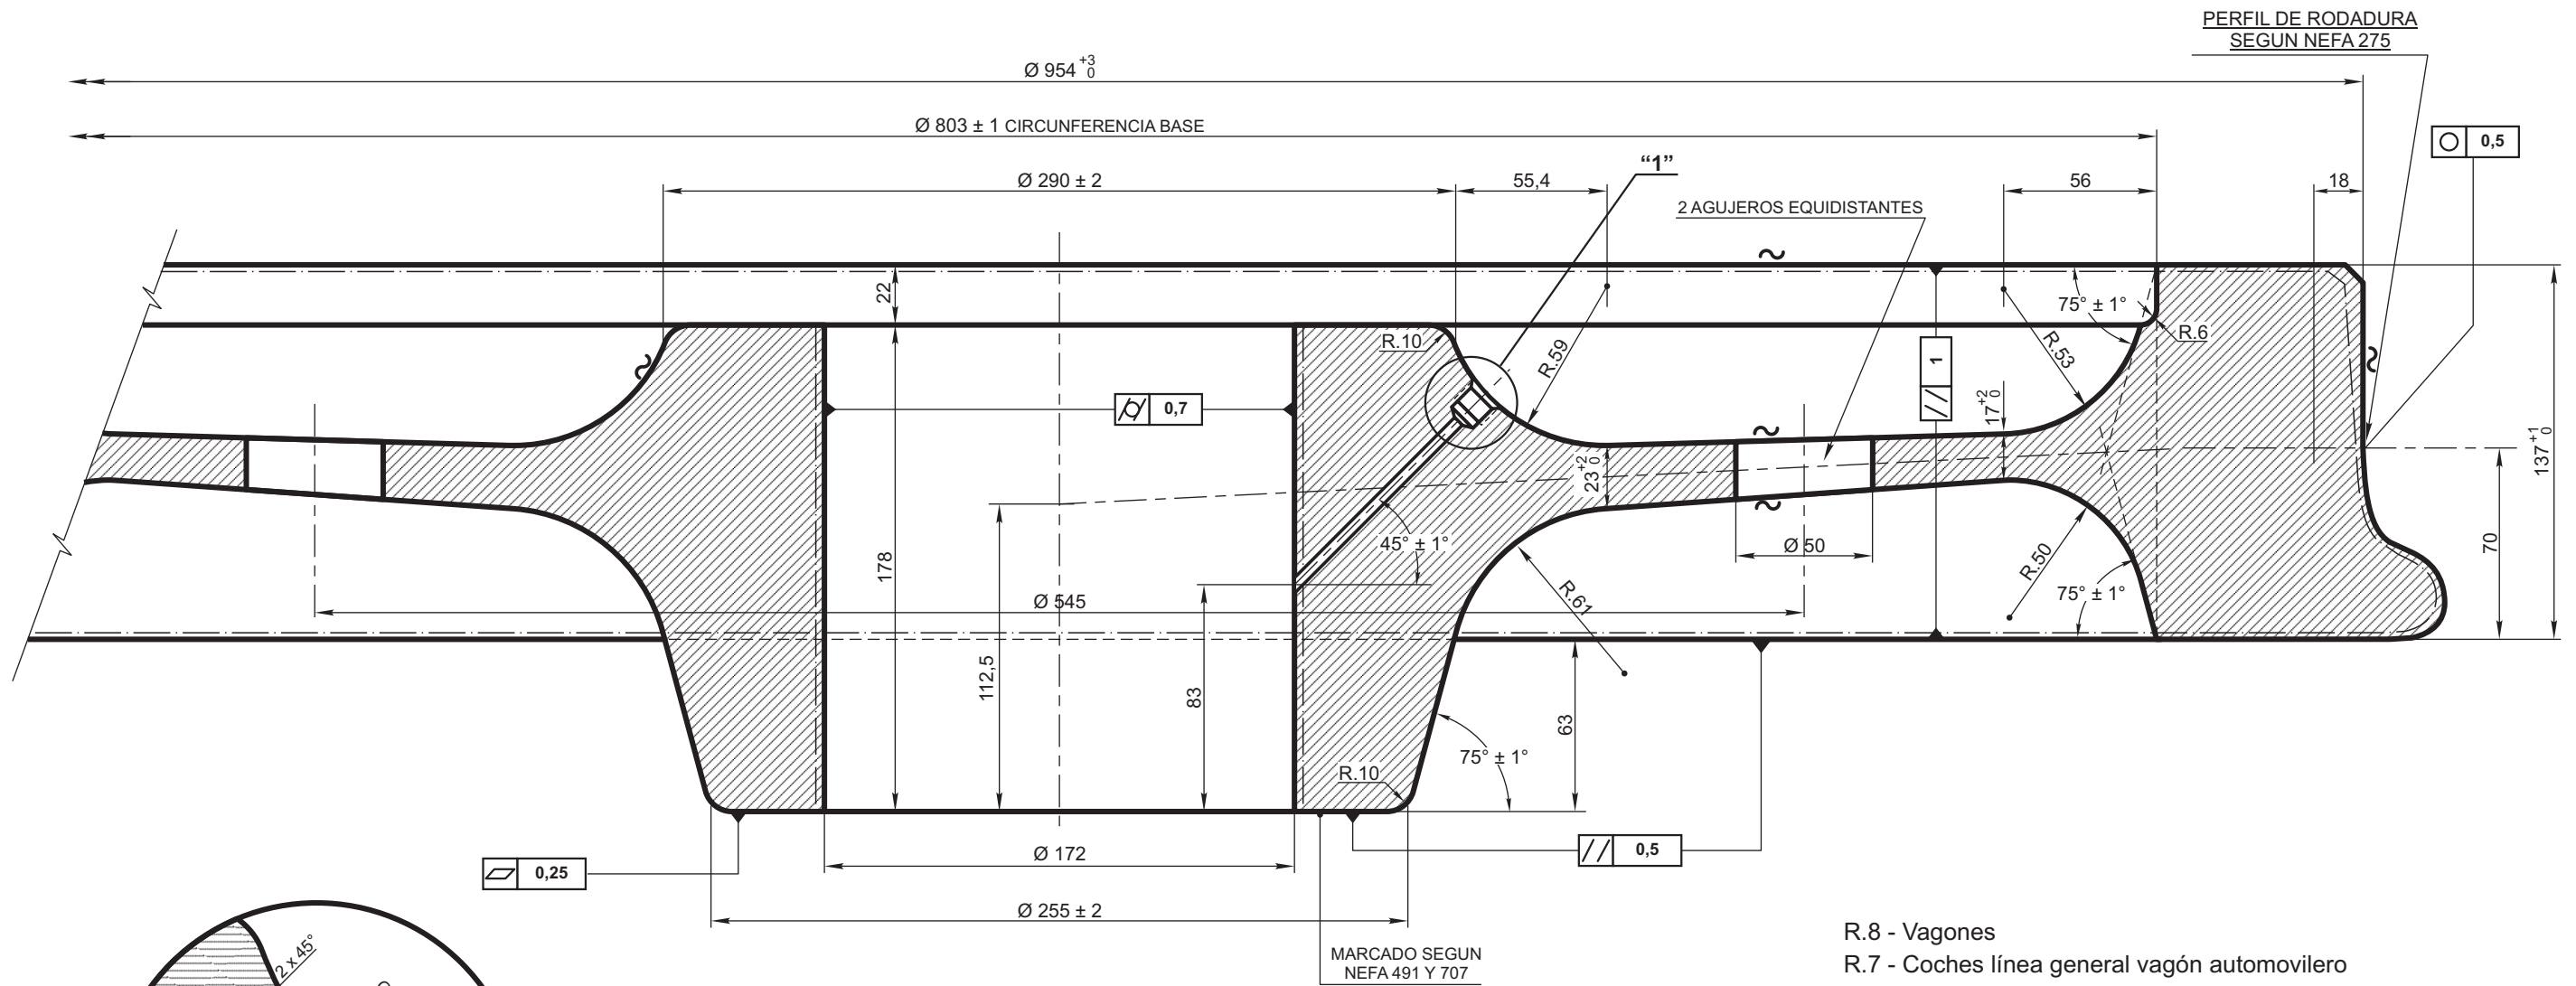 PERFIL DE RODADURA
SEGUN NEFA 275
Ø 954 +3 0
Ø 803 ± 1 CIRCUNFERENCIA BASE
0,5
“1”
Ø 290 ± 2
55,4
56
18
2 AGUJEROS EQUIDISTANTES
22
75° ± 1°
R.6
R.10
R.59
R.53
1
0,7
17 +2 0
23 +2 0
137 +1 0
45° ± 1°
Ø 50
178
70
R.50
R.61
75° ± 1°
Ø 545
112,5
83
63
75° ± 1°
R.10
Ø 172
0,5
0,25
Ø 255 ± 2
MARCADO SEGUN
NEFA 491 Y 707
2 x 45°
R.8 - Vagones
R.7 - Coches línea general vagón automovilero